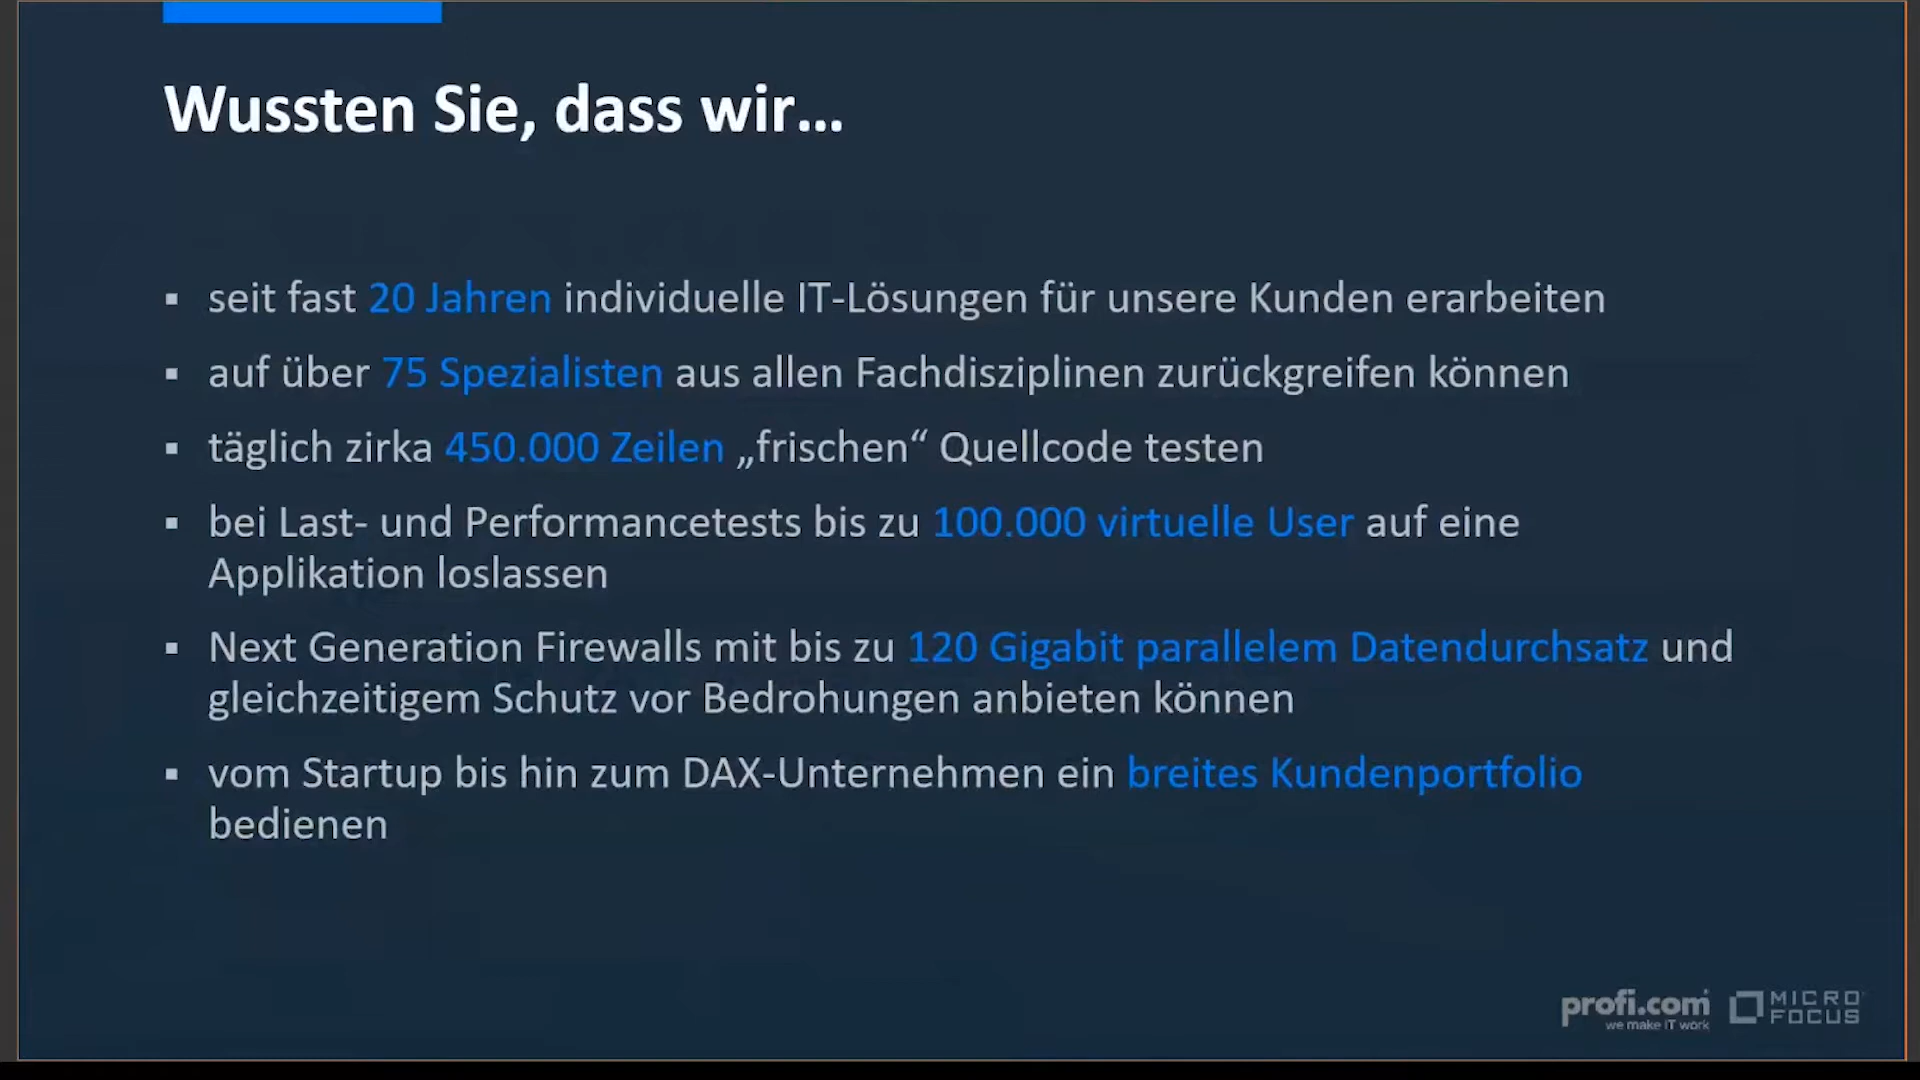 Wussten Sie, dass wir...
▪ seit fast 20 Jahren individuelle IT-Lösungen für unsere Kunden erarbeiten
▪ auf über 75 Spezialisten aus allen Fachdisziplinen zurückgreifen können
▪ täglich zirka 450.000 Zeilen „frischen“ Quellcode testen
▪ bei Last- und Performancetests bis zu 100.000 virtuelle User auf eine
Applikation loslassen
▪ Next Generation Firewalls mit bis zu 120 Gigabit parallelem Datendurchsatz und
gleichzeitigem Schutz vor Bedrohungen anbieten können
▪ vom Startup bis hin zum DAX-Unternehmen ein breites Kundenportfolio
bedienen
profi.com
we make IT work
MICRO
FOCUS